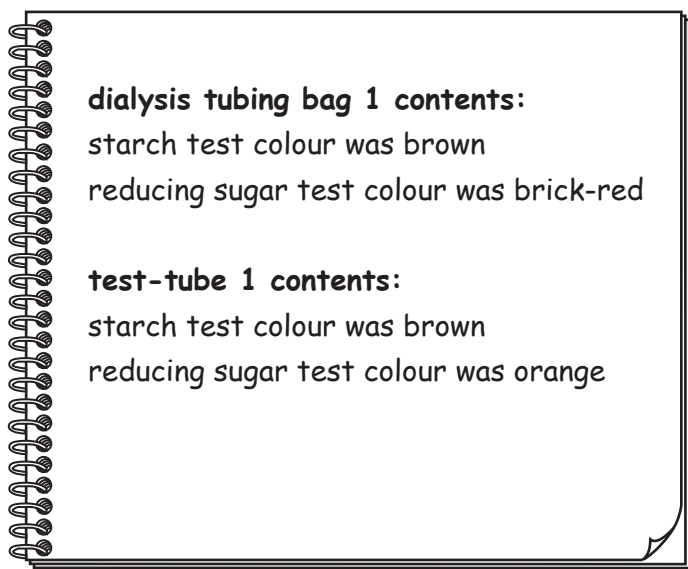 dialysis tubing bag 1 contents:
starch test colour was brown
reducing sugar test colour was brick-red
test-tube 1 contents:
starch test colour was brown
reducing sugar test colour was orange